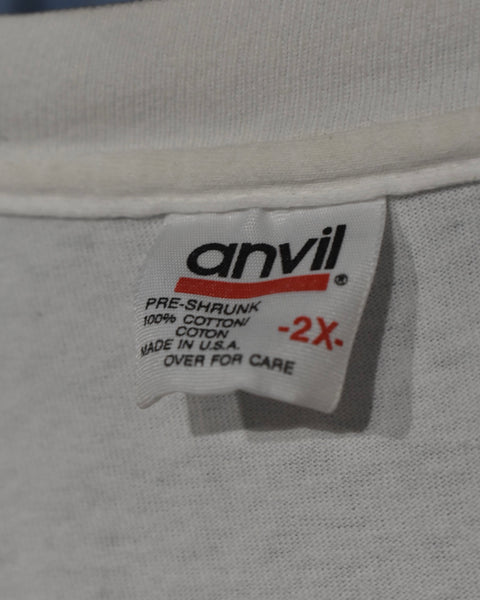 anvil®
PRE-SHRUNK
100% COTTON/
COTON
-2X-
MADE IN U.S.A.
OVER FOR CARE